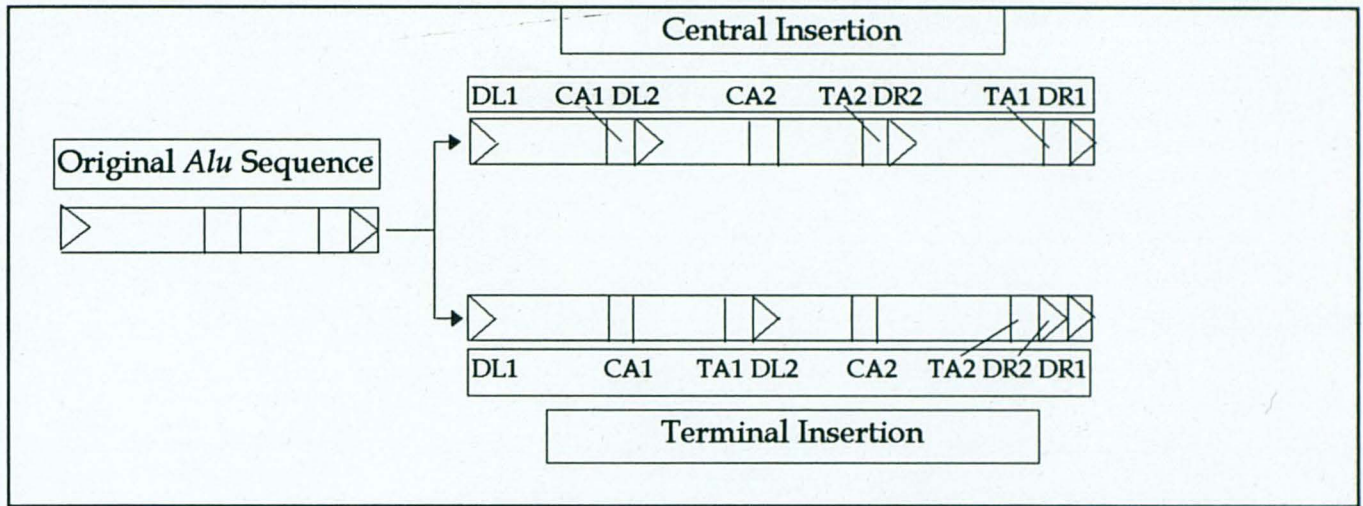 Central Insertion
DL1 CA1 DL2 CA2 TA2 DR2 TA1 DR1
Original Alu Sequence
DL1 CA1 TA1 DL2 CA2 TA2 DR2 DR1
Terminal Insertion